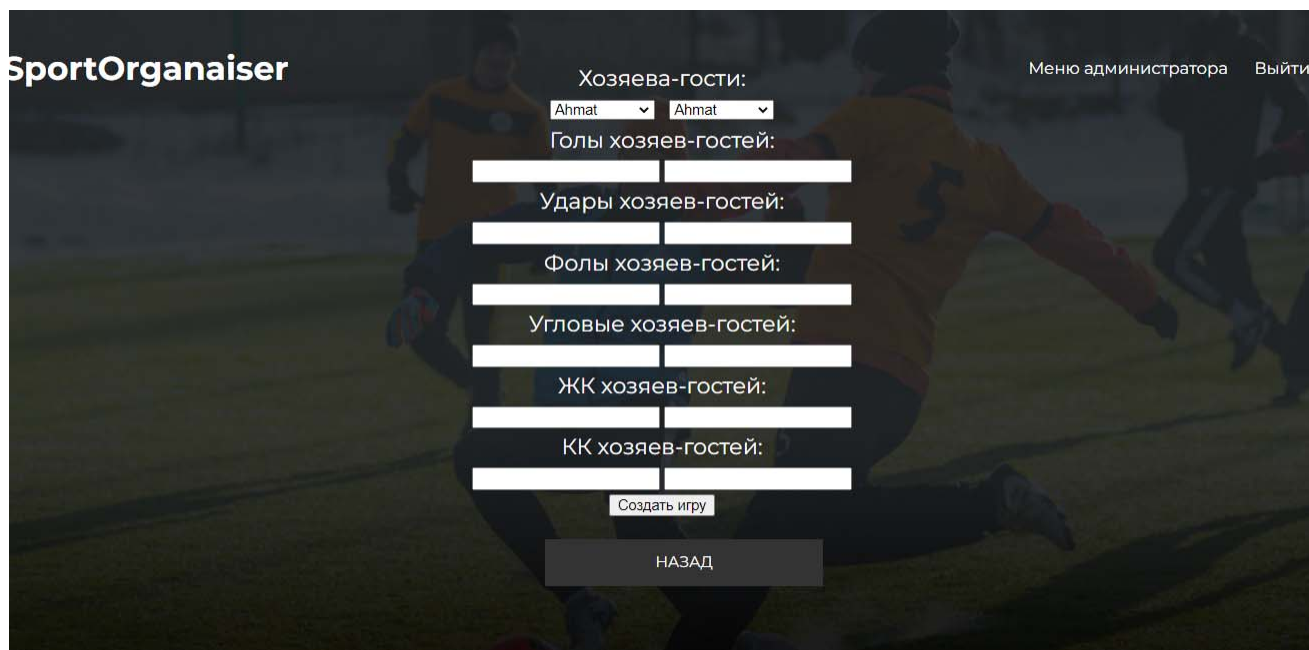 SportOrganaiser
Меню администратора Выйти
Хозяева-гости:
Ahmat Ahmat
Голы хозяев-гостей:
Удары хозяев-гостей:
Фолы хозяев-гостей:
Угловые хозяев-гостей:
ЖК хозяев-гостей:
КК хозяев-гостей:
Создать игру
НАЗАД